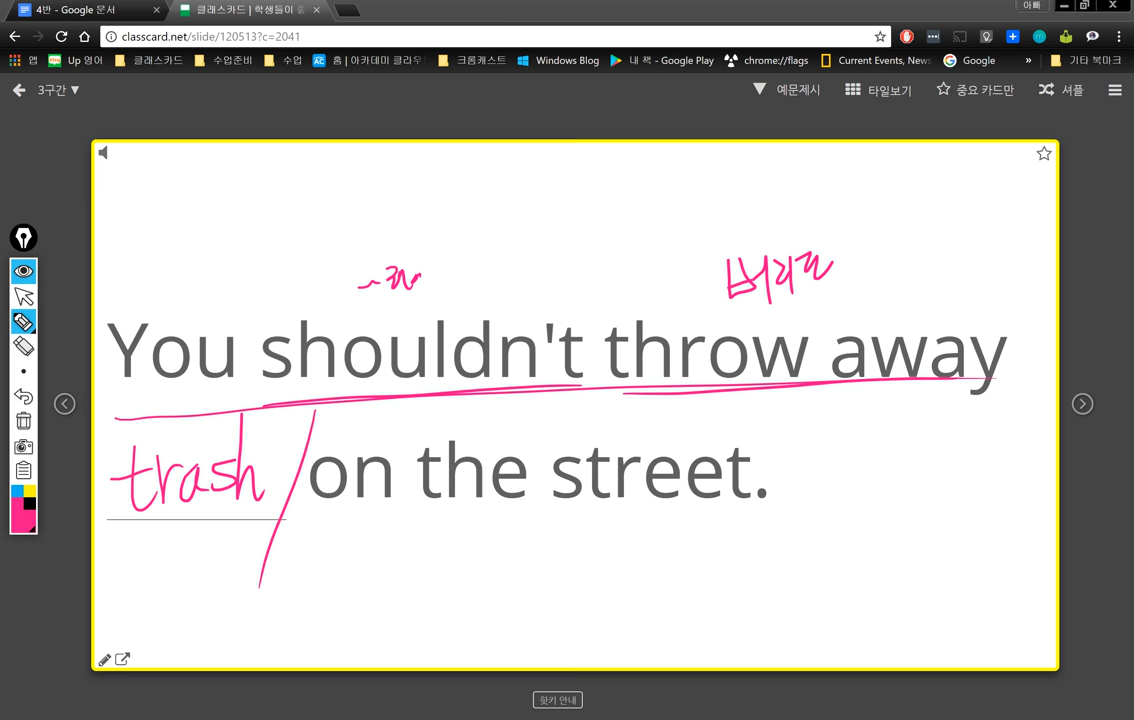 4반 - Google 문서
클래스카드 | 학생들이 
아빠
classcard.net/slide/120513?c=2041
앱 Up 영어 클래스카드 수업준비 수업 AC 홈 | 아카데미 클라우 크롬캐스트 Windows Blog 내 책 - Google Play chrome://flags Current Events, News Google » 기타 북마크
3구간 ▼ ▼ 예문제시 타일보기 중요 카드만 셔플
You shouldn't throw away
trash on the street.
핫키 안내